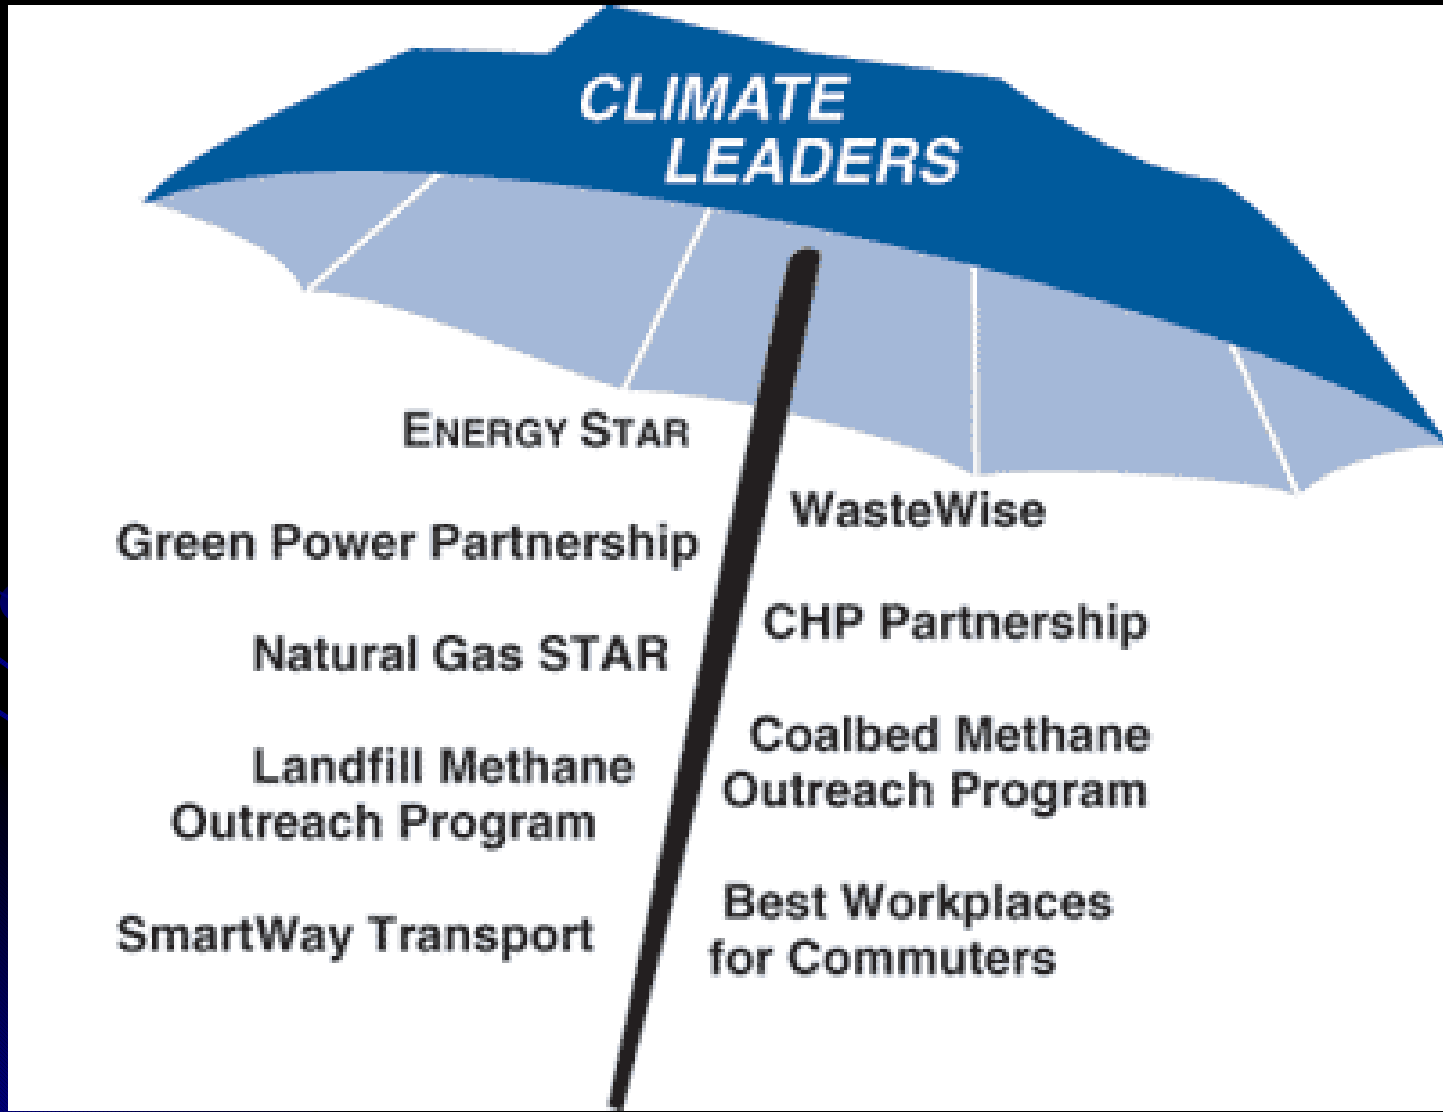 CLIMATE
LEADERS
ENERGY STAR
Green Power Partnership
Natural Gas STAR
Landfill Methane
Outreach Program
SmartWay Transport
WasteWise
CHP Partnership
Coalbed Methane
Outreach Program
Best Workplaces
for Commuters